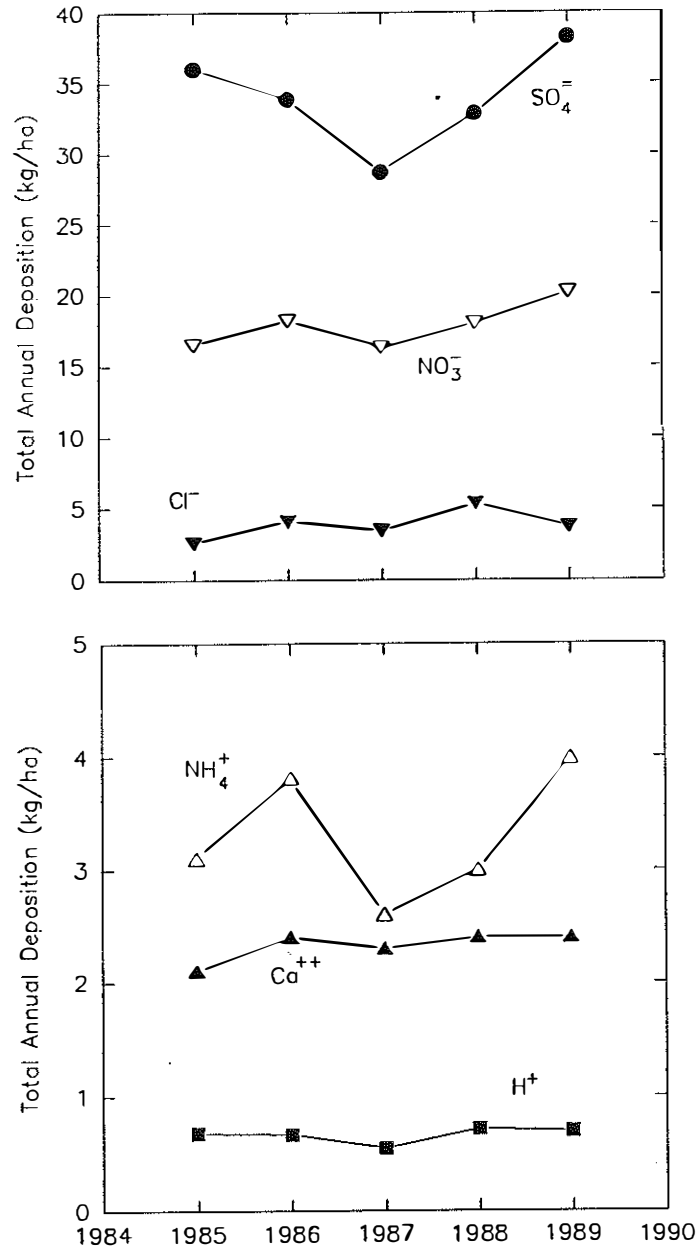 Total Annual Deposition (kg/ha)
40
35
30
25
20
15
10
5
0
SO₄⁼
NO₃⁻
Cl⁻
Total Annual Deposition (kg/ha)
5
4
3
2
1
0
NH₄⁺
Ca⁺⁺
H⁺
1984 1985 1986 1987 1988 1989 1990